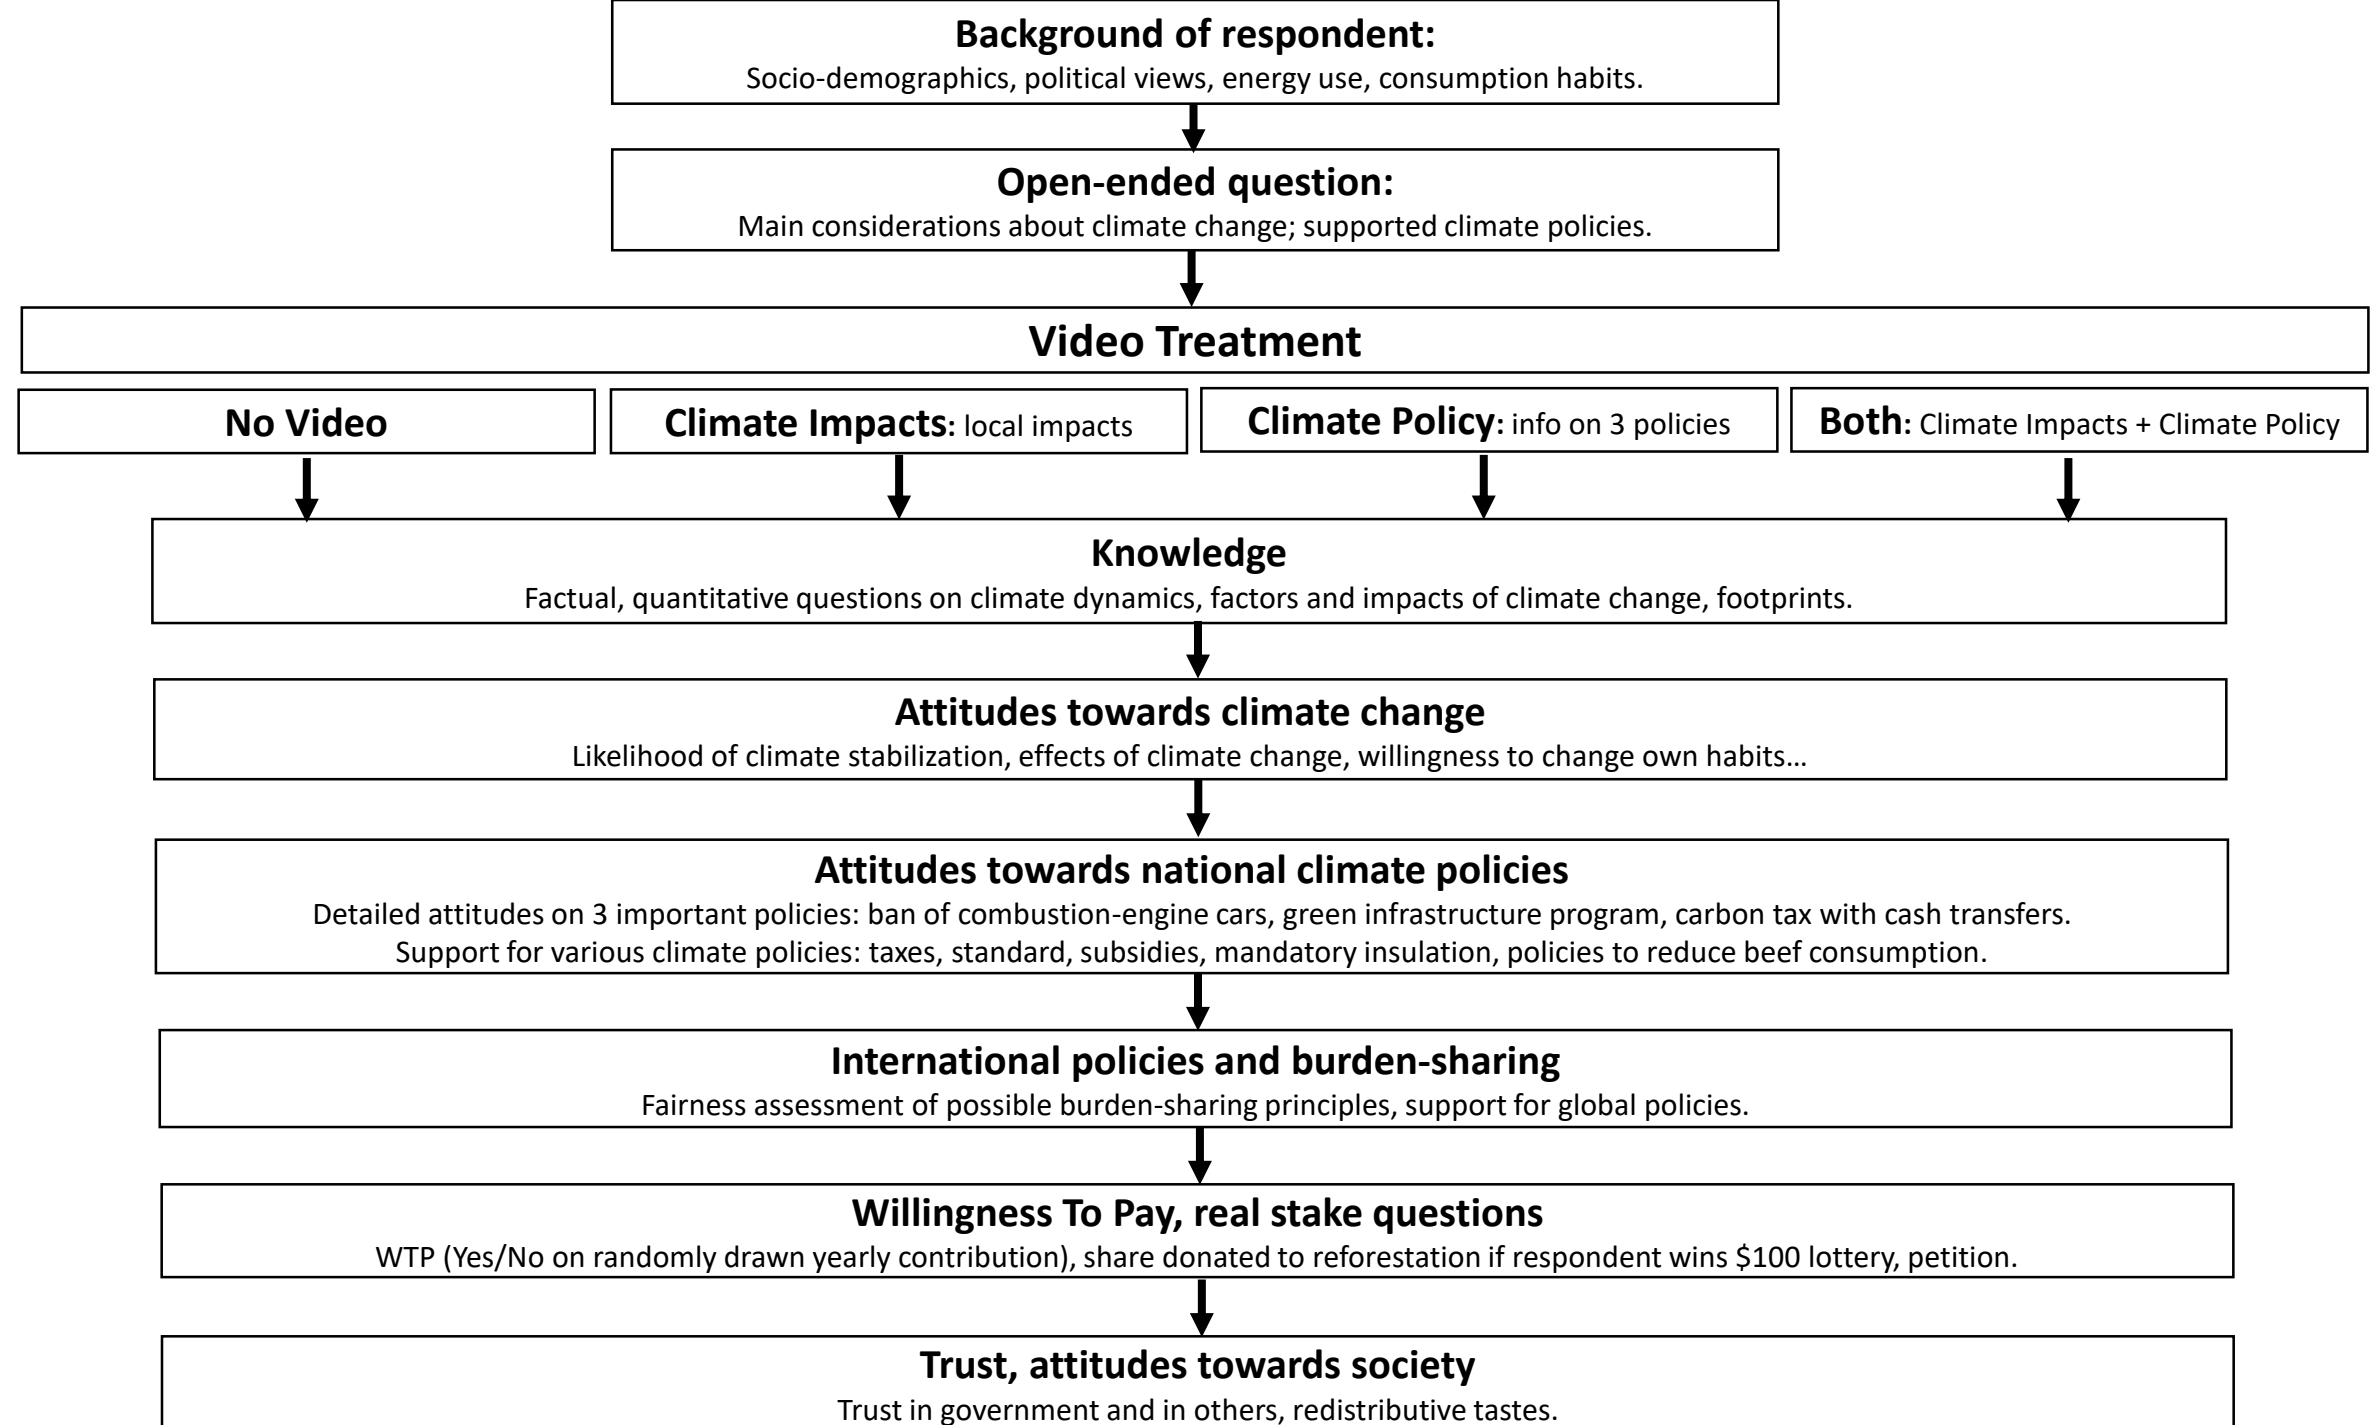 Background of respondent:
Socio-demographics, political views, energy use, consumption habits.
Open-ended question:
Main considerations about climate change; supported climate policies.
Video Treatment
No Video
Climate Impacts: local impacts
Climate Policy: info on 3 policies
Both: Climate Impacts + Climate Policy
Knowledge
Factual, quantitative questions on climate dynamics, factors and impacts of climate change, footprints.
Attitudes towards climate change
Likelihood of climate stabilization, effects of climate change, willingness to change own habits…
Attitudes towards national climate policies
Detailed attitudes on 3 important policies: ban of combustion-engine cars, green infrastructure program, carbon tax with cash transfers.
Support for various climate policies: taxes, standard, subsidies, mandatory insulation, policies to reduce beef consumption.
International policies and burden-sharing
Fairness assessment of possible burden-sharing principles, support for global policies.
Willingness To Pay, real stake questions
WTP (Yes/No on randomly drawn yearly contribution), share donated to reforestation if respondent wins $100 lottery, petition.
Trust, attitudes towards society
Trust in government and in others, redistributive tastes.